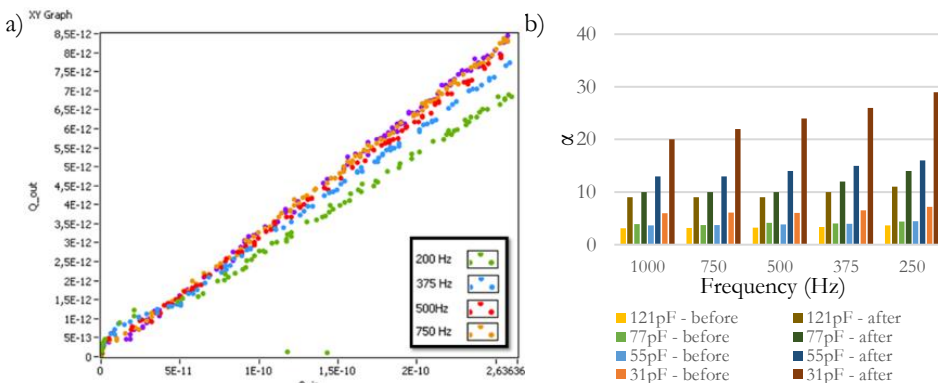 a)
XY Graph
8,5E-12
8E-12
7,5E-12
6,5E-12
6E-12
5,5E-12
5E-12
4,5E-12
3,5E-12
3E-12
2,5E-12
2E-12
1,5E-12
1E-12
5E-13
0
Q_out
0
5E-11
1E-10
1,5E-10
2E-10
2,63636
200 Hz
375 Hz
500Hz
750 Hz
b)
40
30
20
10
0
α
1000
750
500
375
250
Frequency (Hz)
121pF - before
121pF - after
77pF - before
77pF - after
55pF - before
55pF - after
31pF - before
31pF - after